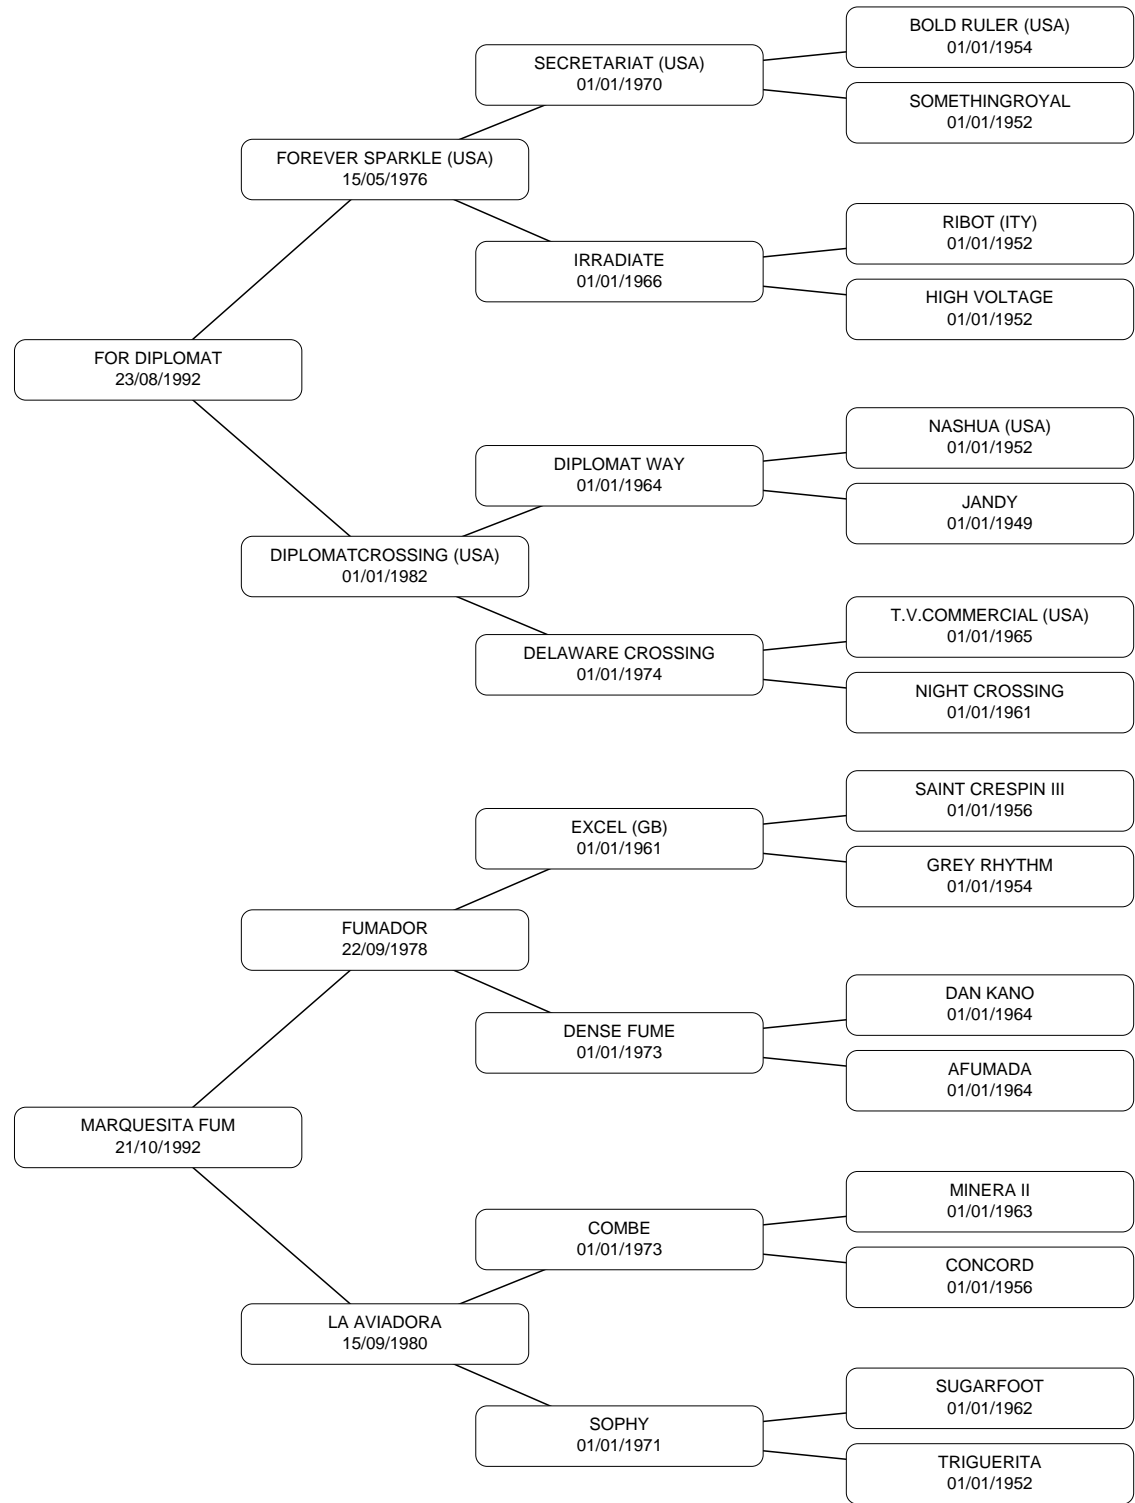 BOLD RULER (USA)
01/01/1954
SECRETARIAT (USA)
01/01/1970
SOMETHINGROYAL
01/01/1952
FOREVER SPARKLE (USA)
15/05/1976
RIBOT (ITY)
01/01/1952
IRRADIATE
01/01/1966
HIGH VOLTAGE
01/01/1952
FOR DIPLOMAT
23/08/1992
NASHUA (USA)
01/01/1952
DIPLOMAT WAY
01/01/1964
JANDY
01/01/1949
DIPLOMATCROSSING (USA)
01/01/1982
T.V.COMMERCIAL (USA)
01/01/1965
DELAWARE CROSSING
01/01/1974
NIGHT CROSSING
01/01/1961
SAINT CRESPIN III
01/01/1956
EXCEL (GB)
01/01/1961
GREY RHYTHM
01/01/1954
FUMADOR
22/09/1978
DAN KANO
01/01/1964
DENSE FUME
01/01/1973
AFUMADA
01/01/1964
MARQUESITA FUM
21/10/1992
MINERA II
01/01/1963
COMBE
01/01/1973
CONCORD
01/01/1956
LA AVIADORA
15/09/1980
SUGARFOOT
01/01/1962
SOPHY
01/01/1971
TRIGUERITA
01/01/1952